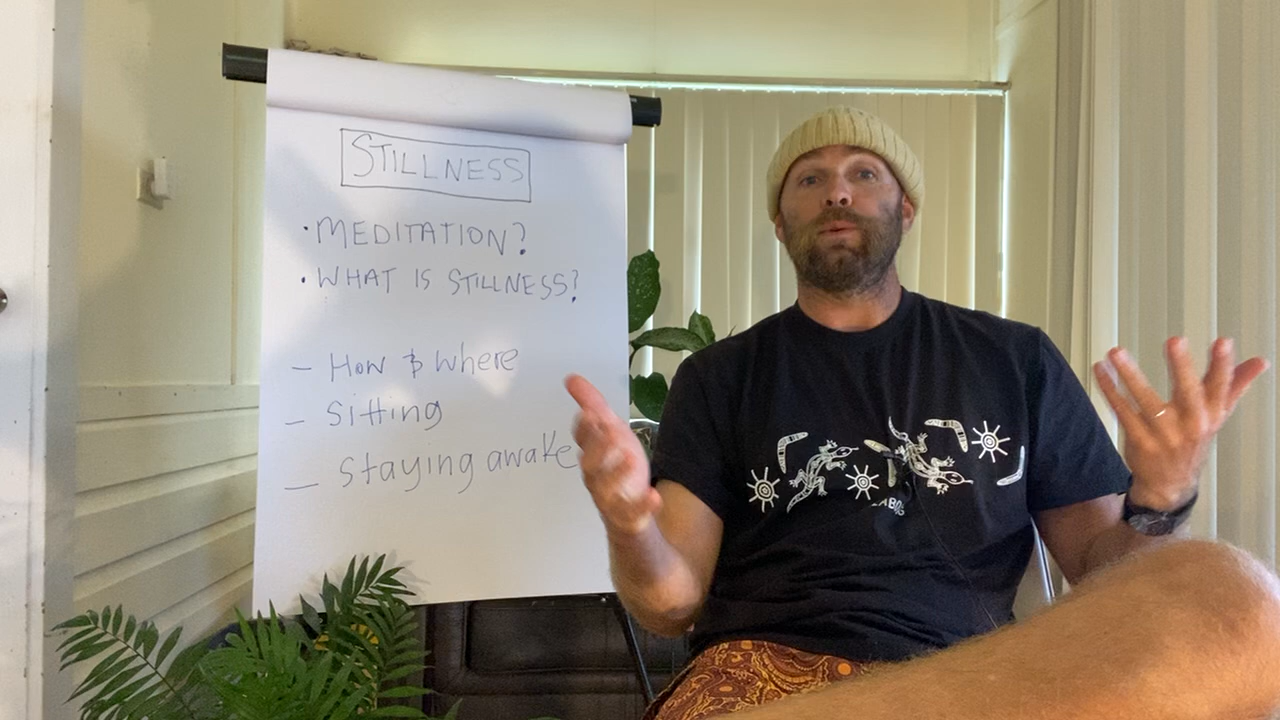 STILLNESS
• MEDITATION?
• WHAT IS STILLNESS?
- How & where
- Sitting
- Staying awake